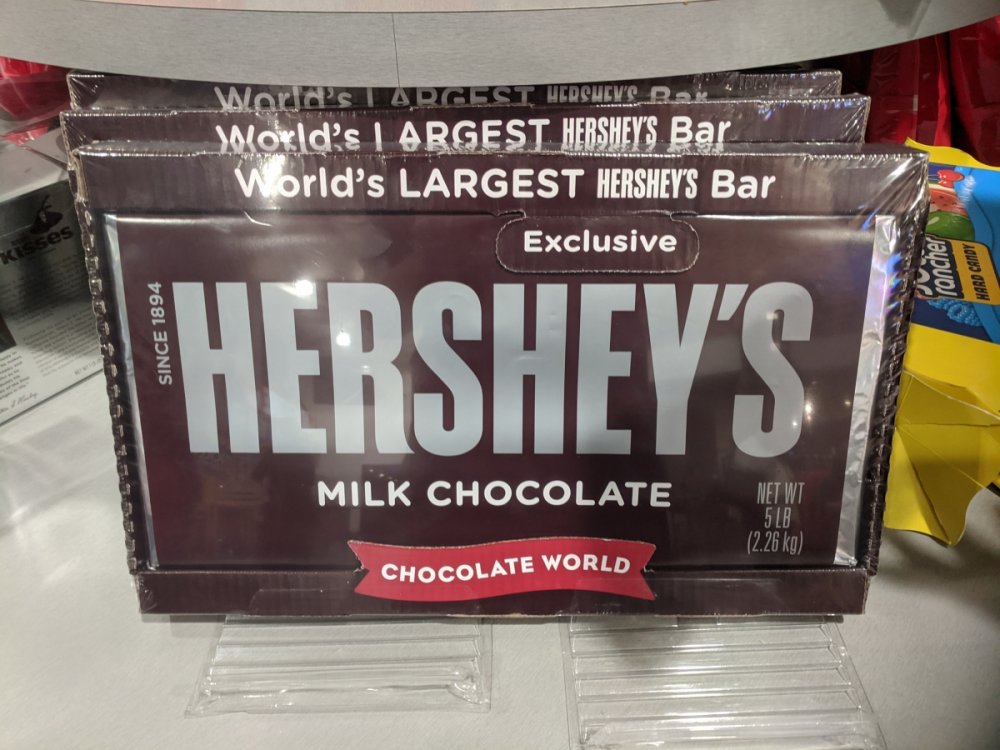 World's LARGEST HERSHEY'S Bar
World's LARGEST HERSHEY'S Bar
World's LARGEST HERSHEY'S Bar
Exclusive
SINCE 1894
HERSHEY'S
MILK CHOCOLATE
NET WT
5 LB
(2.26 kg)
CHOCOLATE WORLD
Kisses
rancher
HARD CANDY